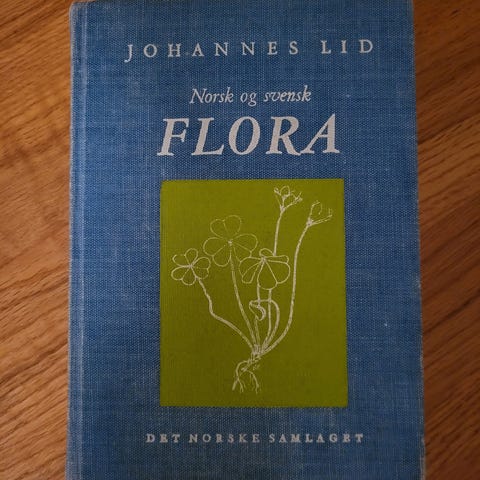 JOHANNES LID
Norsk og svensk
FLORA
DET NORSKE SAMLAGET